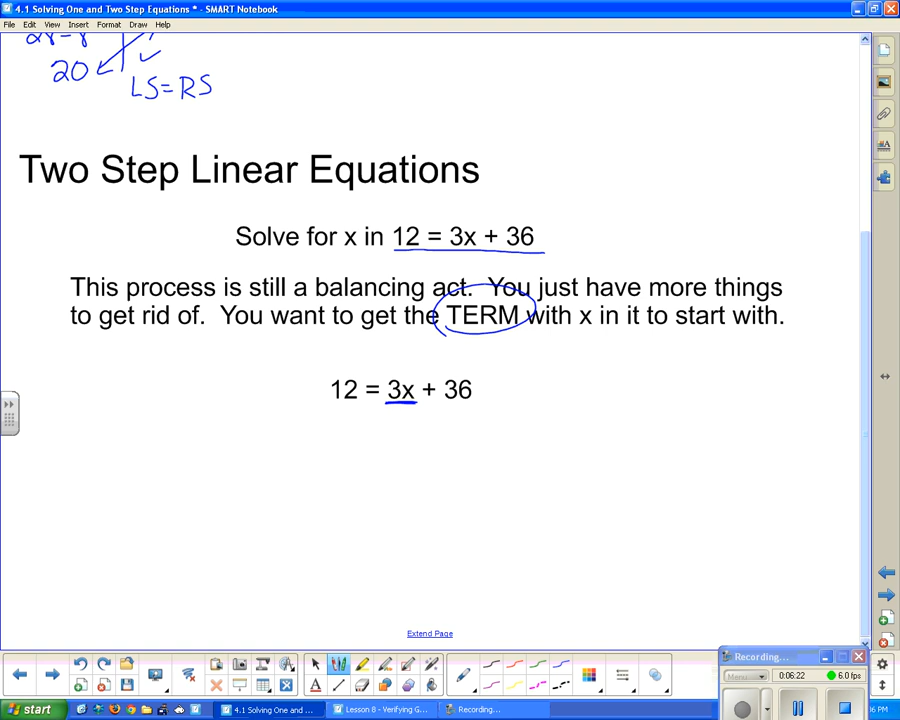 4.1 Solving One and Two Step Equations * - SMART Notebook
File Edit View Insert Format Draw Help
20
LS=RS
Two Step Linear Equations
Solve for x in 12 = 3x + 36
This process is still a balancing act. You just have more things
to get rid of. You want to get the TERM with x in it to start with.
12 = 3x + 36
Extend Page
Recording...
Menu
0:06:22 6.0 fps
start 4.1 Solving One and ... Lesson 8 - Verifying G... Recording... PM